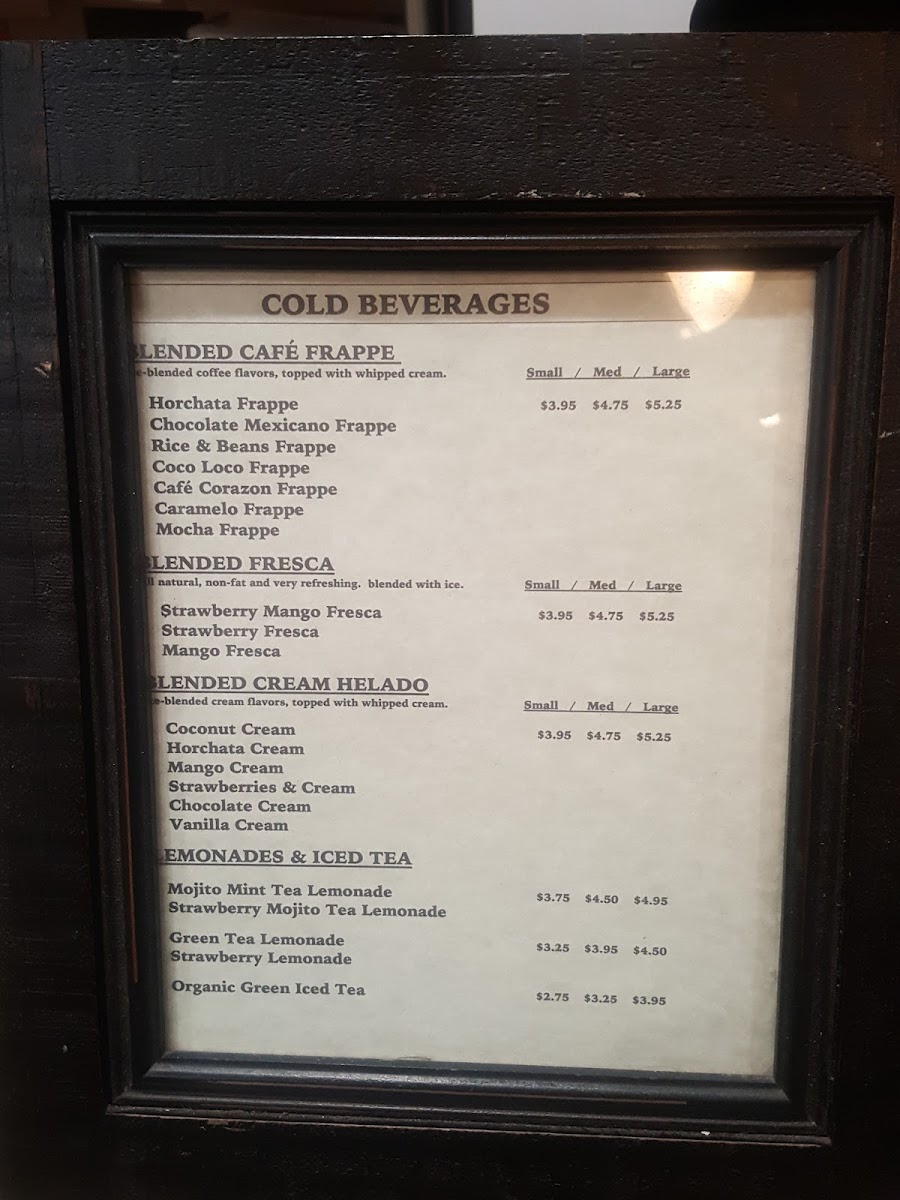 COLD BEVERAGES
BLENDED CAFÉ FRAPPE
e-blended coffee flavors, topped with whipped cream.
Small / Med / Large
Horchata Frappe $3.95 $4.75 $5.25
Chocolate Mexicano Frappe
Rice & Beans Frappe
Coco Loco Frappe
Café Corazon Frappe
Caramelo Frappe
Mocha Frappe
BLENDED FRESCA
ll natural, non-fat and very refreshing. blended with ice.
Small / Med / Large
Strawberry Mango Fresca $3.95 $4.75 $5.25
Strawberry Fresca
Mango Fresca
BLENDED CREAM HELADO
e-blended cream flavors, topped with whipped cream.
Small / Med / Large
Coconut Cream $3.95 $4.75 $5.25
Horchata Cream
Mango Cream
Strawberries & Cream
Chocolate Cream
Vanilla Cream
LEMONADES & ICED TEA
Mojito Mint Tea Lemonade $3.75 $4.50 $4.95
Strawberry Mojito Tea Lemonade
Green Tea Lemonade $3.25 $3.95 $4.50
Strawberry Lemonade
Organic Green Iced Tea $2.75 $3.25 $3.95